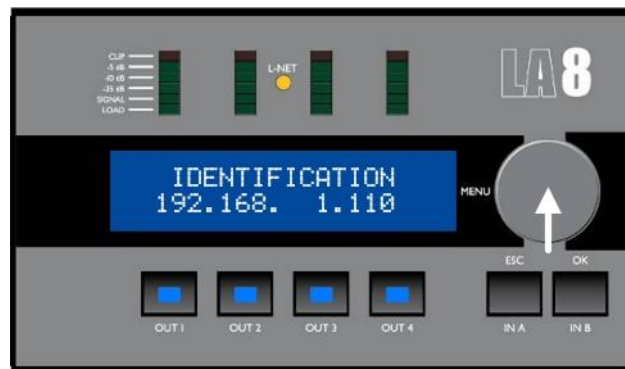 CLIP
-5 dB
-10 dB
-25 dB
SIGNAL
LOAD
L-NET
LA8
IDENTIFICATION
192.168.  1.110
MENU
ESC OK
OUT 1 OUT 2 OUT 3 OUT 4 IN A IN B